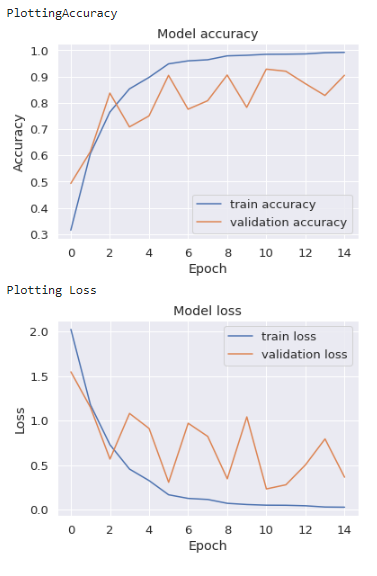 PlottingAccuracy
Model accuracy
1.0
0.9
0.8
0.7
0.6
0.5
0.4
0.3
Accuracy
train accuracy
validation accuracy
0 2 4 6 8 10 12 14
Epoch
Plotting Loss
Model loss
2.0
1.5
1.0
0.5
0.0
Loss
train loss
validation loss
0 2 4 6 8 10 12 14
Epoch